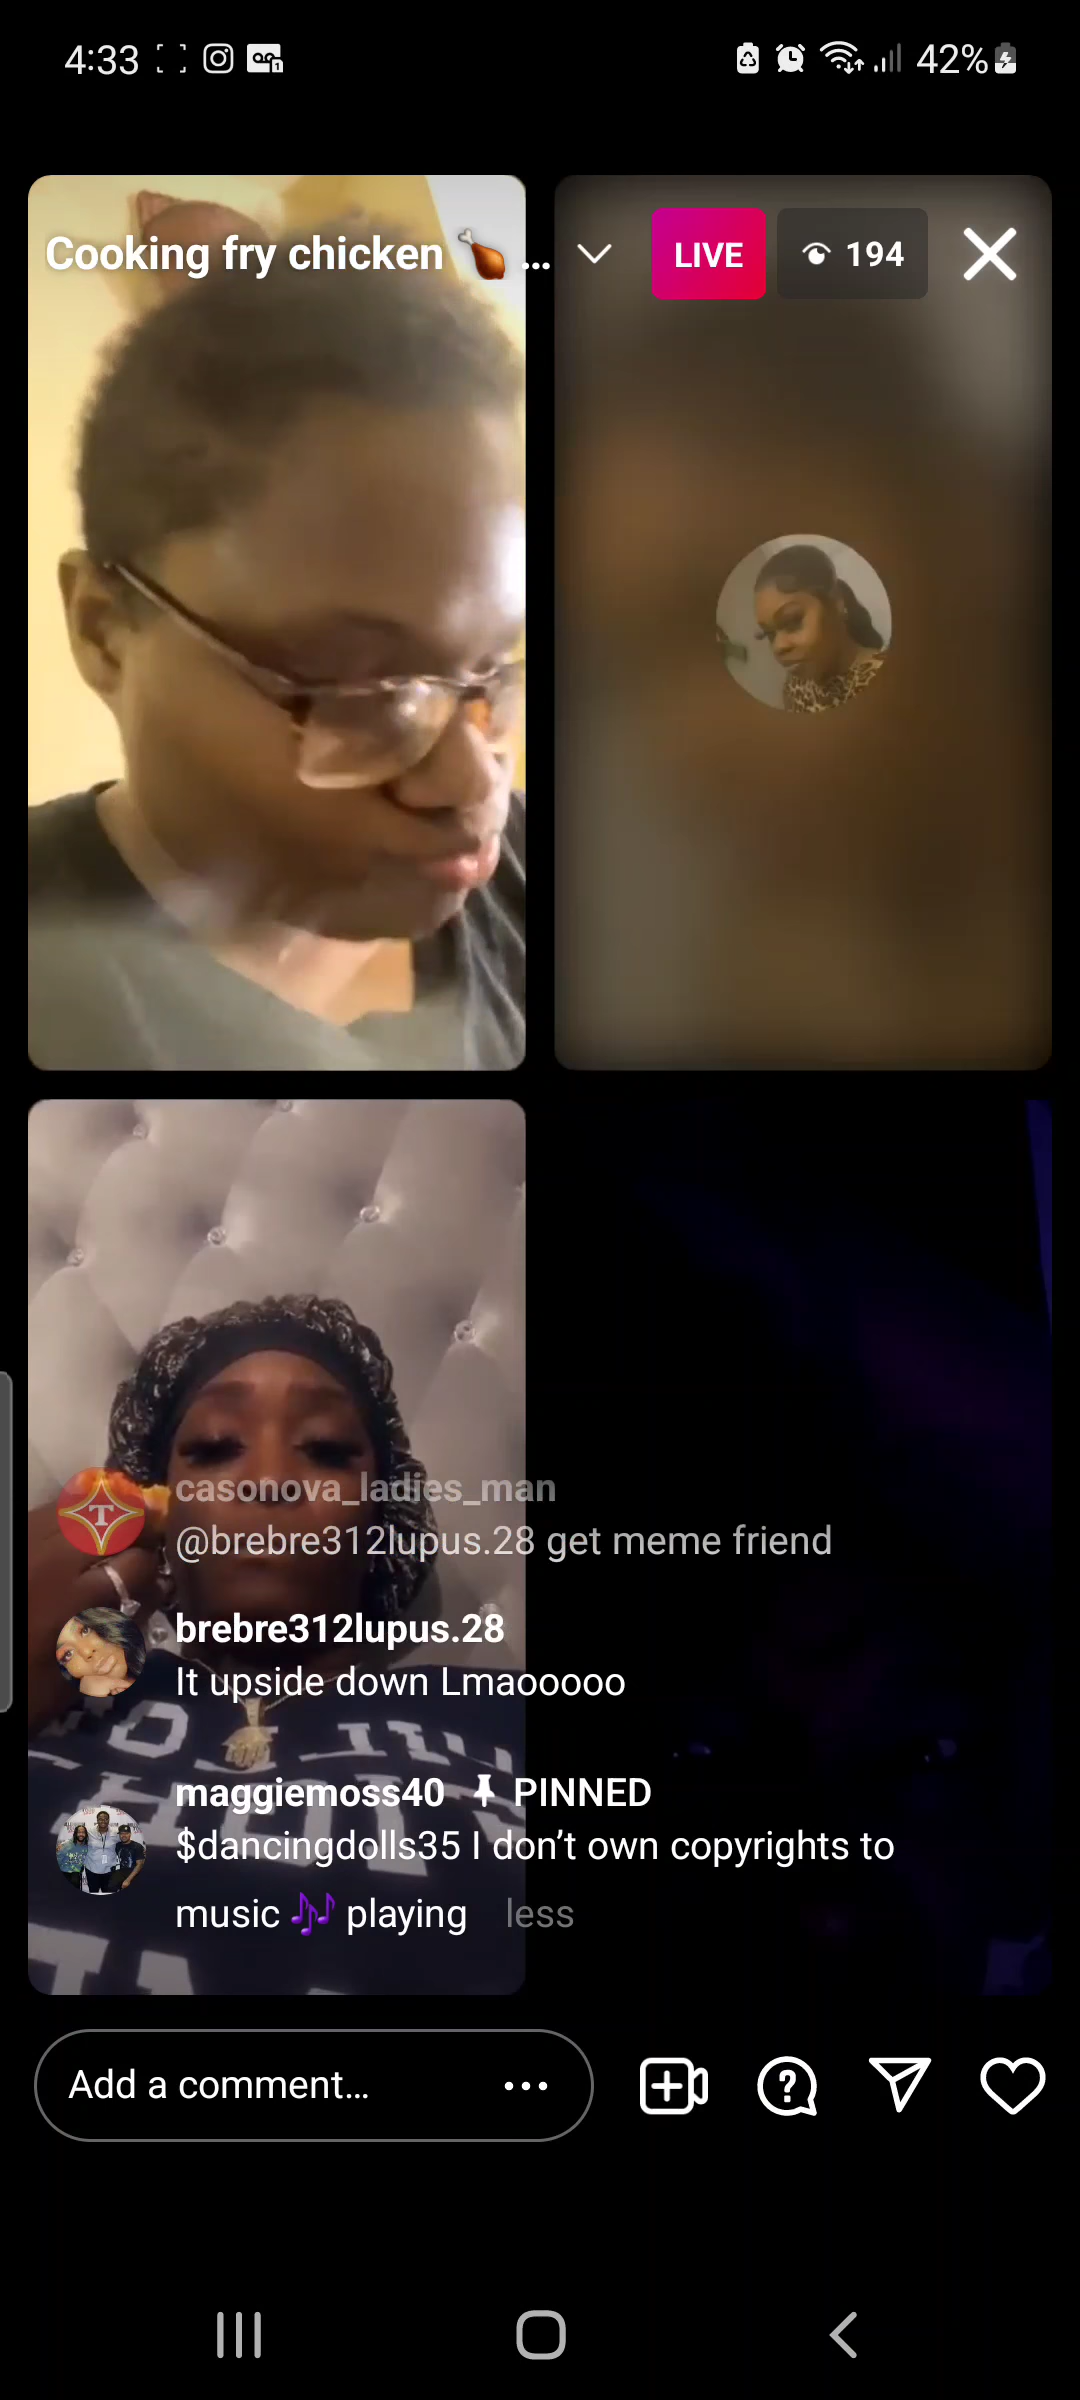 4:33
42%
Cooking fry chicken 🍗 ...
LIVE
194
casonova_ladies_man
@brebre312lupus.28 get meme friend
brebre312lupus.28
It upside down Lmaooooo
maggiemoss40 📌 PINNED
$dancingdolls35 I don’t own copyrights to
music 🎶 playing less
Add a comment...